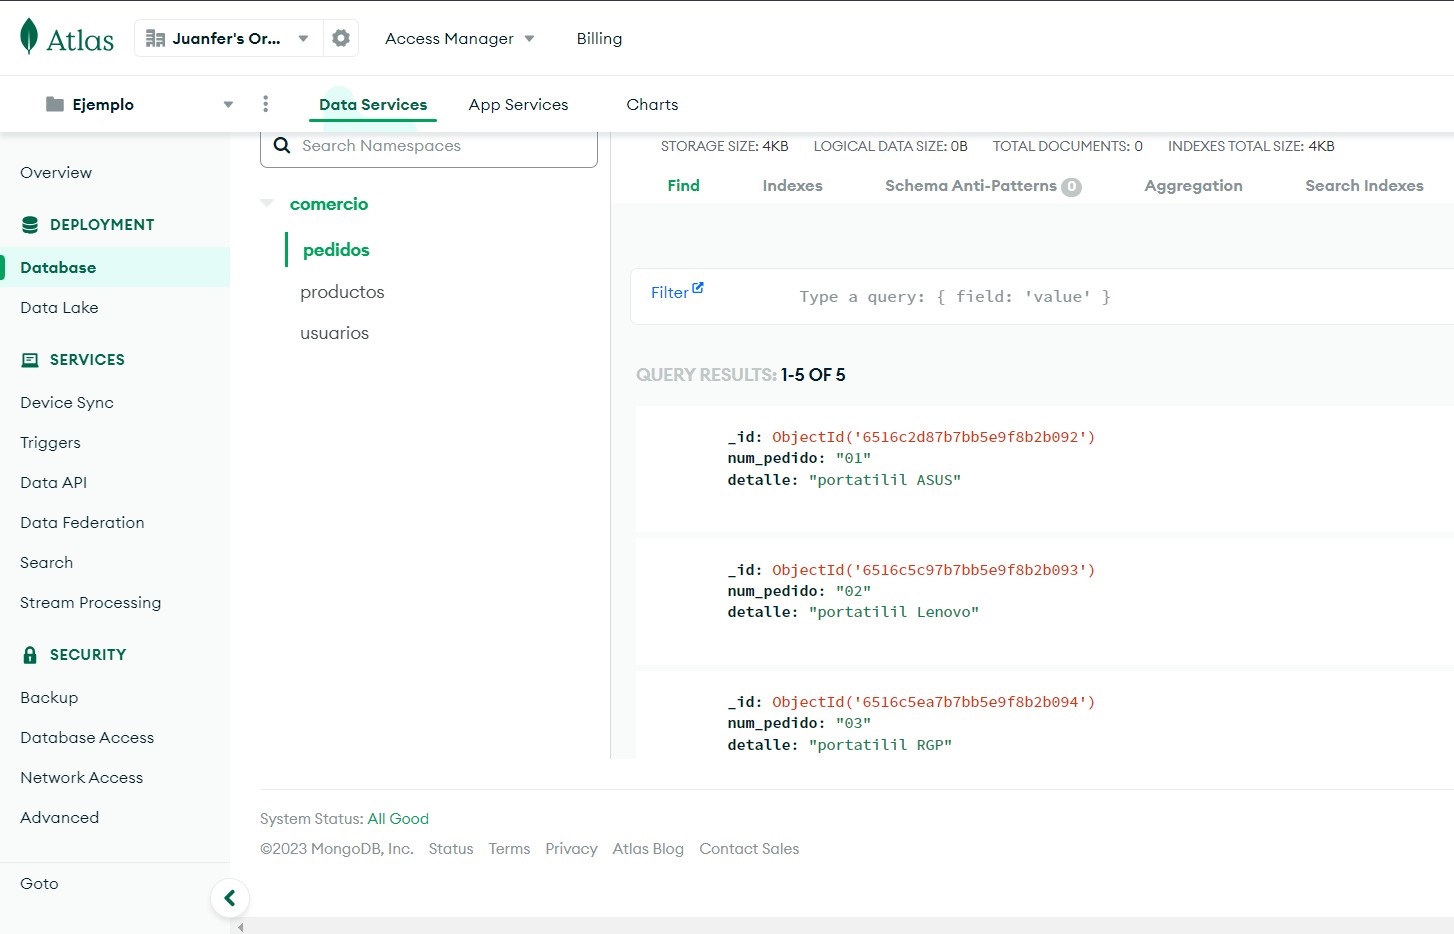 Atlas
Juanfer's Or...
Access Manager
Billing
Ejemplo
Data Services
App Services
Charts
Overview
DEPLOYMENT
Database
Data Lake
SERVICES
Device Sync
Triggers
Data API
Data Federation
Search
Stream Processing
SECURITY
Backup
Database Access
Network Access
Advanced
Goto
Search Namespaces
comercio
pedidos
productos
usuarios
STORAGE SIZE: 4KB LOGICAL DATA SIZE: 0B TOTAL DOCUMENTS: 0 INDEXES TOTAL SIZE: 4KB
Find Indexes Schema Anti-Patterns 0 Aggregation Search Indexes
Filter Type a query: { field: 'value' }
QUERY RESULTS: 1-5 OF 5
_id: ObjectId('6516c2d87b7bb5e9f8b2b092')
num_pedido: "01"
detalle: "portatilil ASUS"
_id: ObjectId('6516c5c97b7bb5e9f8b2b093')
num_pedido: "02"
detalle: "portatilil Lenovo"
_id: ObjectId('6516c5ea7b7bb5e9f8b2b094')
num_pedido: "03"
detalle: "portatilil RGP"
System Status: All Good
©2023 MongoDB, Inc. Status Terms Privacy Atlas Blog Contact Sales